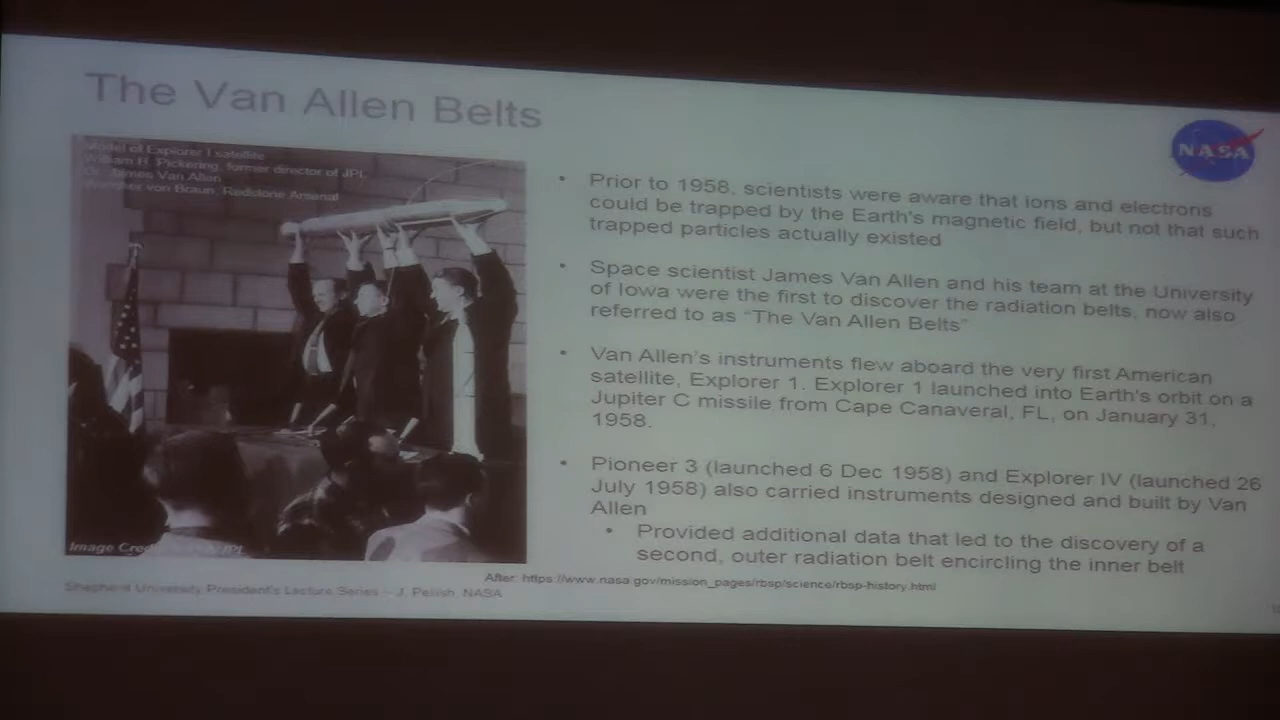 The Van Allen Belts
NASA
Model of Explorer I satellite
William H. Pickering, former director of JPL
James Van Allen
von Braun, Redstone Arsenal
• Prior to 1958, scientists were aware that ions and electrons
could be trapped by the Earth's magnetic field, but not that such
trapped particles actually existed
• Space scientist James Van Allen and his team at the University
of Iowa were the first to discover the radiation belts, now also
referred to as “The Van Allen Belts”
• Van Allen's instruments flew aboard the very first American
satellite, Explorer 1. Explorer 1 launched into Earth's orbit on a
Jupiter C missile from Cape Canaveral, FL, on January 31,
1958.
• Pioneer 3 (launched 6 Dec 1958) and Explorer IV (launched 26
July 1958) also carried instruments designed and built by Van
Allen
• Provided additional data that led to the discovery of a
second, outer radiation belt encircling the inner belt
Image
After: https://www.nasa.gov/mission_pages/rbsp/science/rbsp-history.html
Shepherd University President's Lecture Series – J. Pellish, NASA